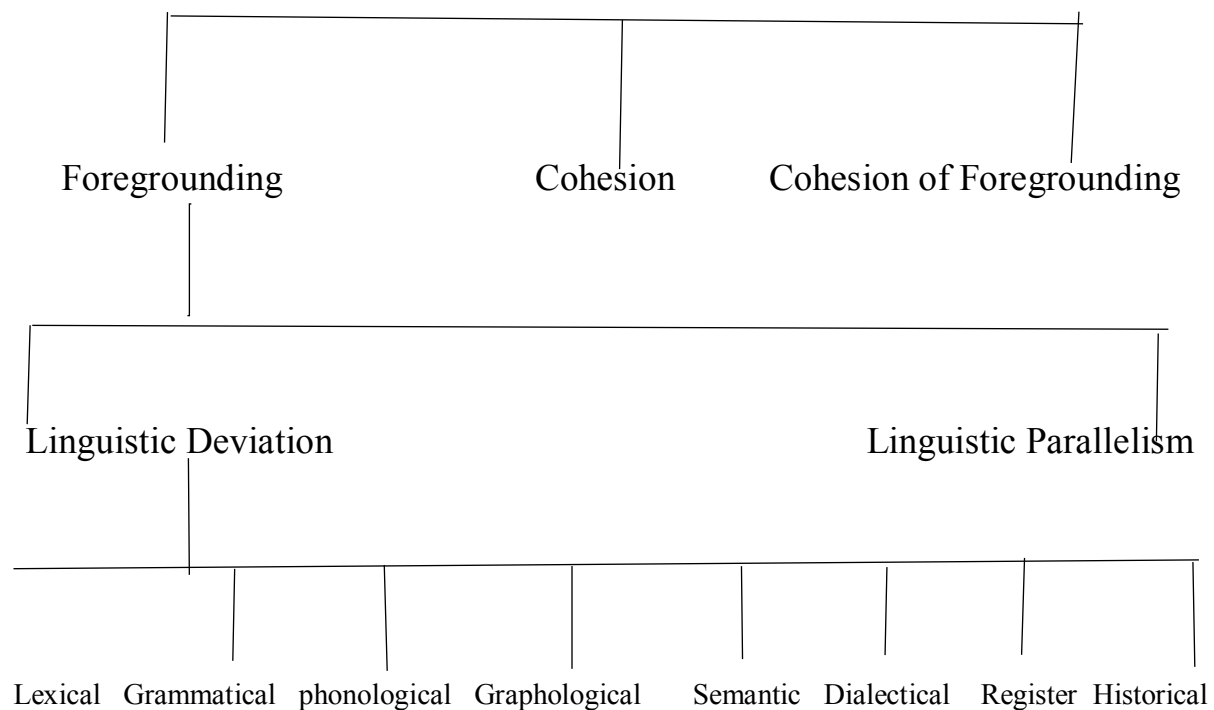 Foregrounding Cohesion Cohesion of Foregrounding
Linguistic Deviation Linguistic Parallelism
Lexical Grammatical phonological Graphological Semantic Dialectical Register Historical